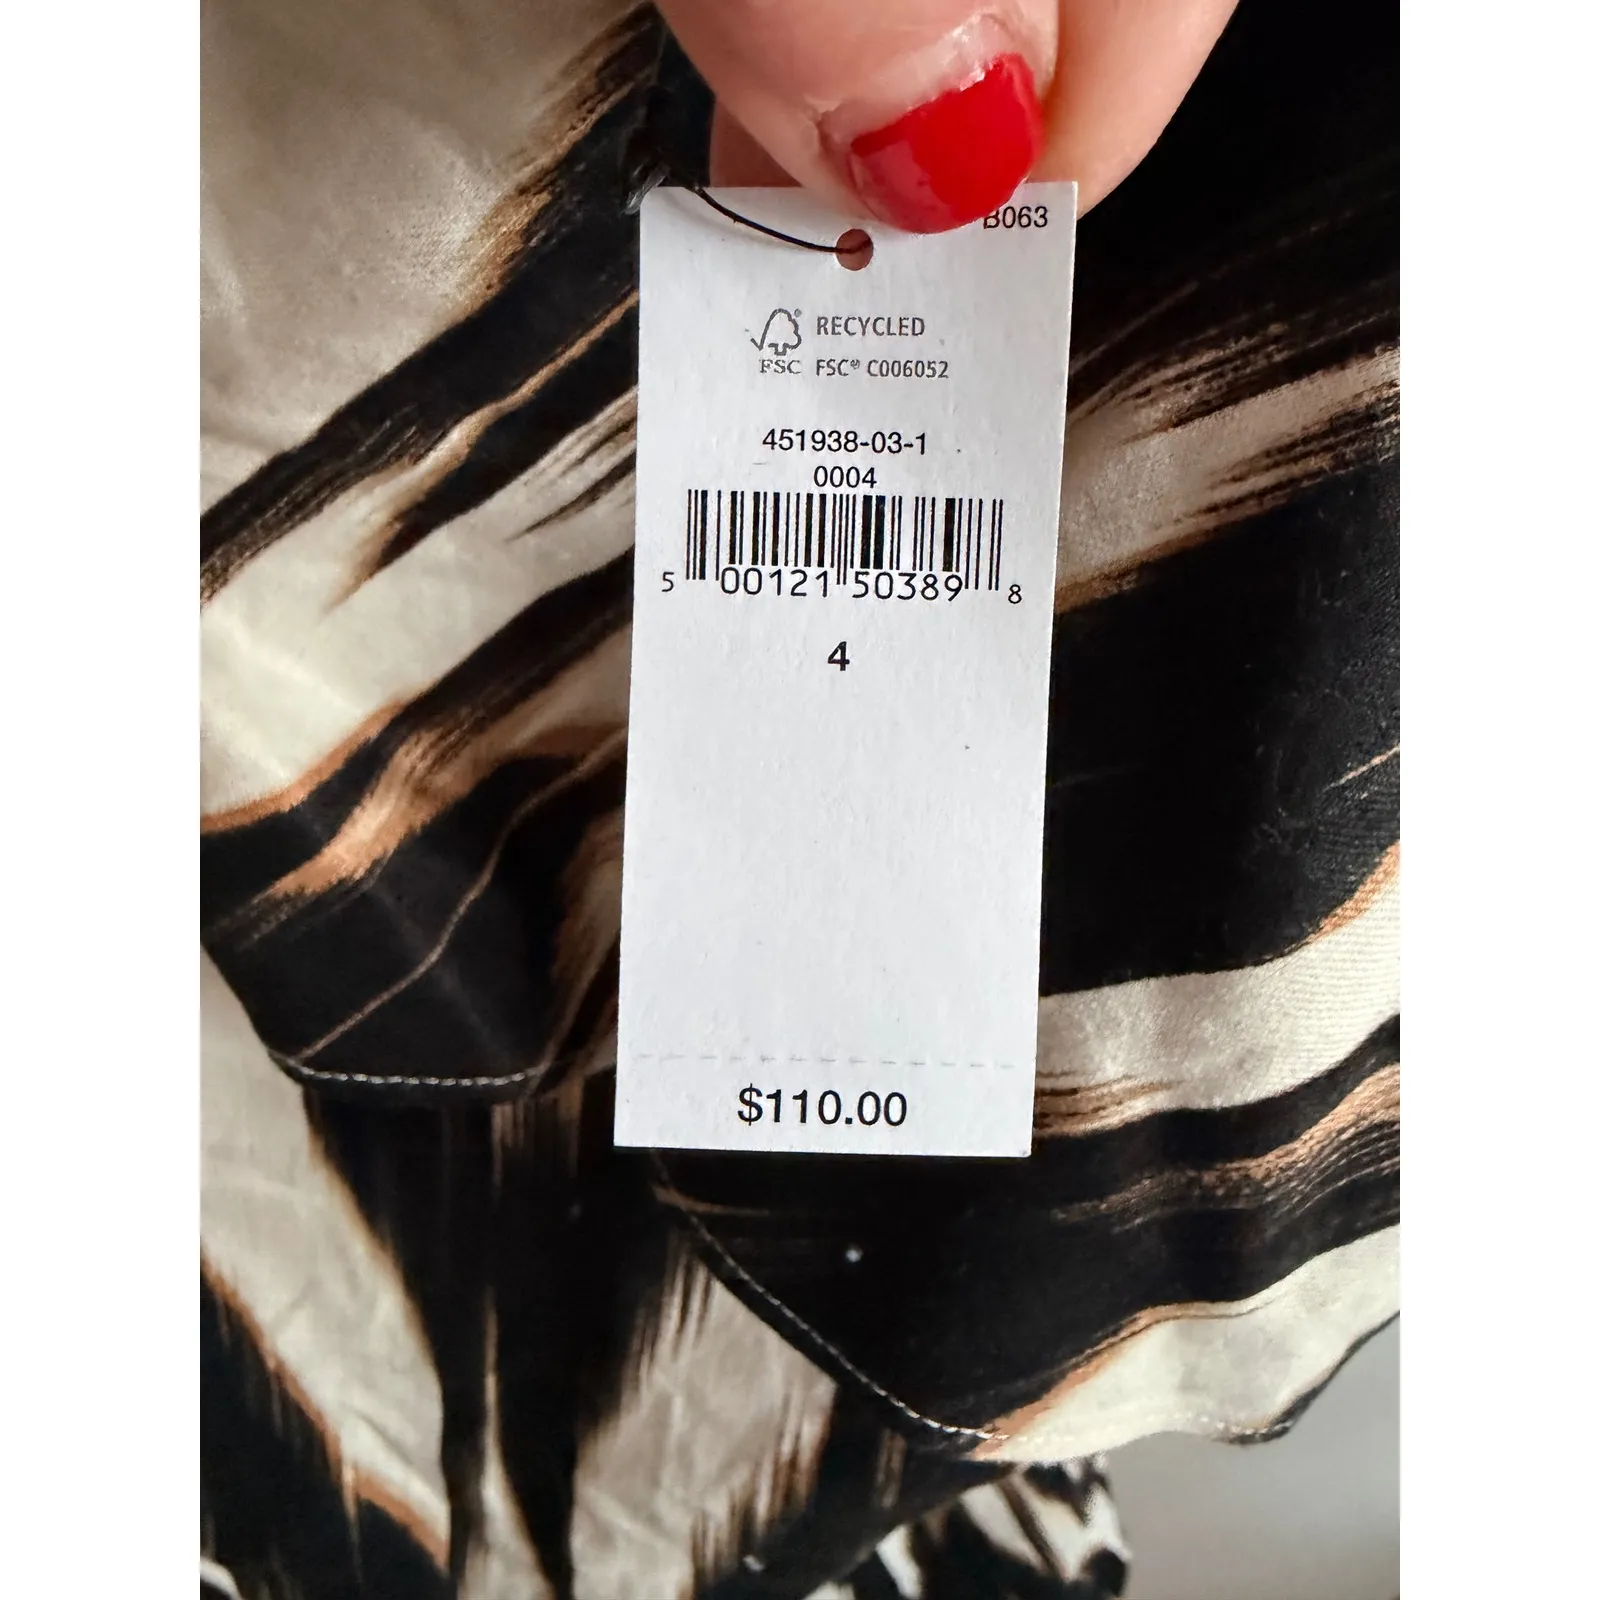 B063
RECYCLED
FSC FSC® C006052
451938-03-1
0004
5 00121 50389 8
4
$110.00